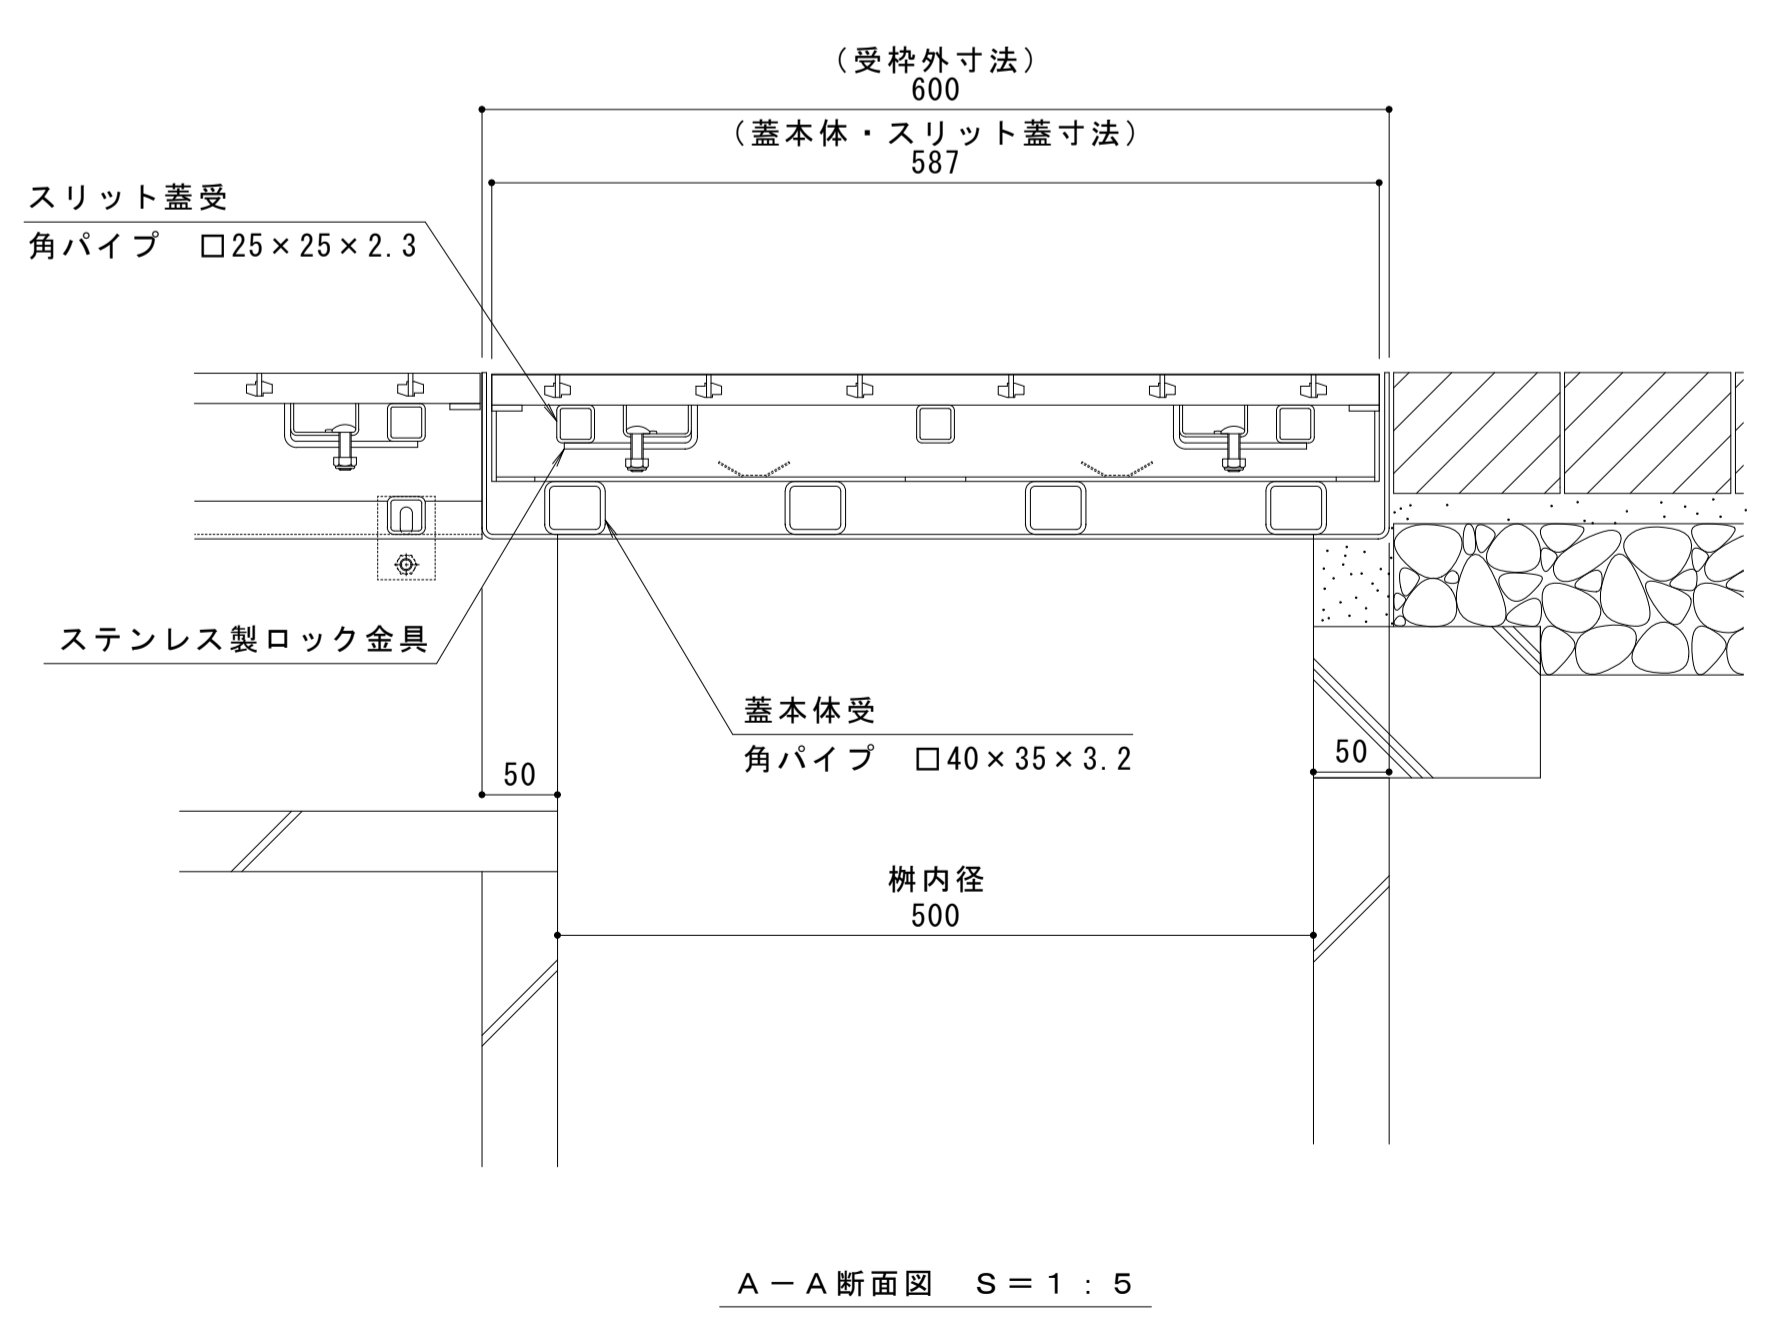 （受枠外寸法）
600
（蓋本体・スリット蓋寸法）
587
スリット蓋受
角パイプ　□25×25×2.3
ステンレス製ロック金具
蓋本体受
角パイプ　□40×35×3.2
50
50
桝内径
500
Ａ－Ａ断面図　Ｓ＝１：５